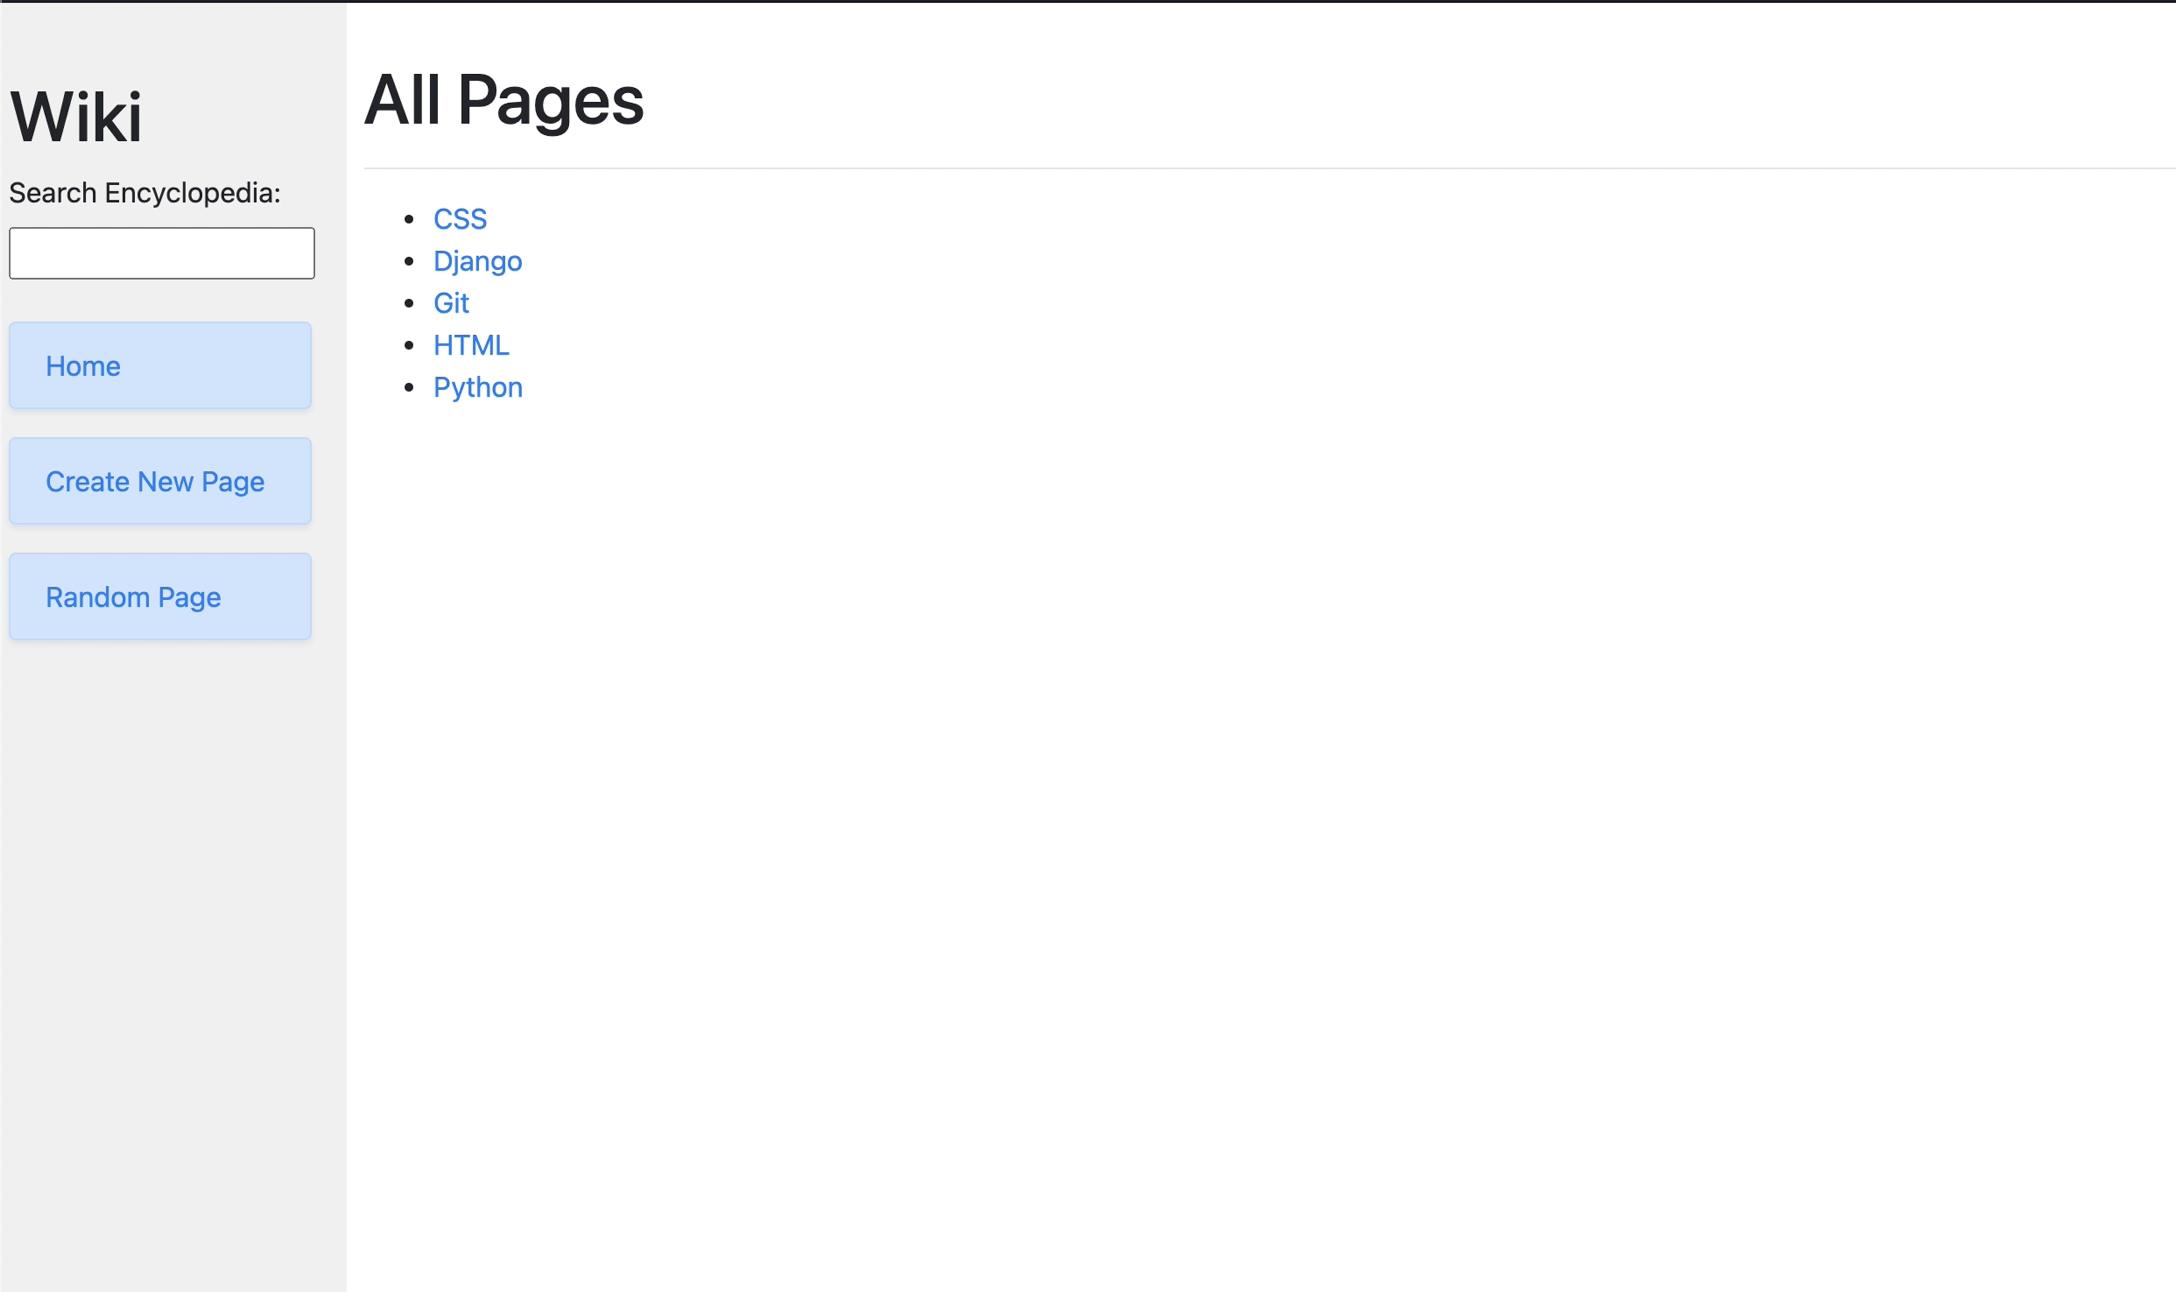 Wiki
Search Encyclopedia:
Home
Create New Page
Random Page
All Pages
CSS
Django
Git
HTML
Python